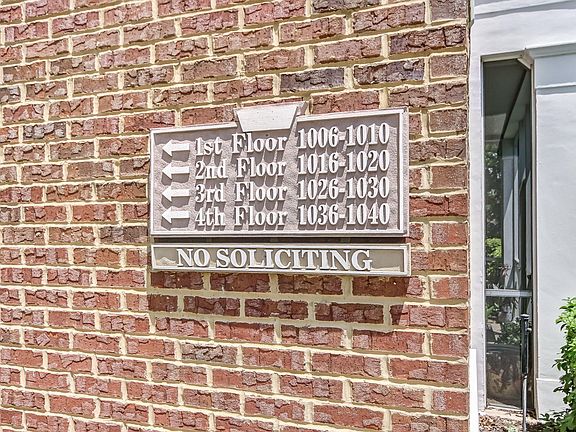 1st Floor 1006-1010
2nd Floor 1016-1020
3rd Floor 1026-1030
4th Floor 1036-1040
NO SOLICITING